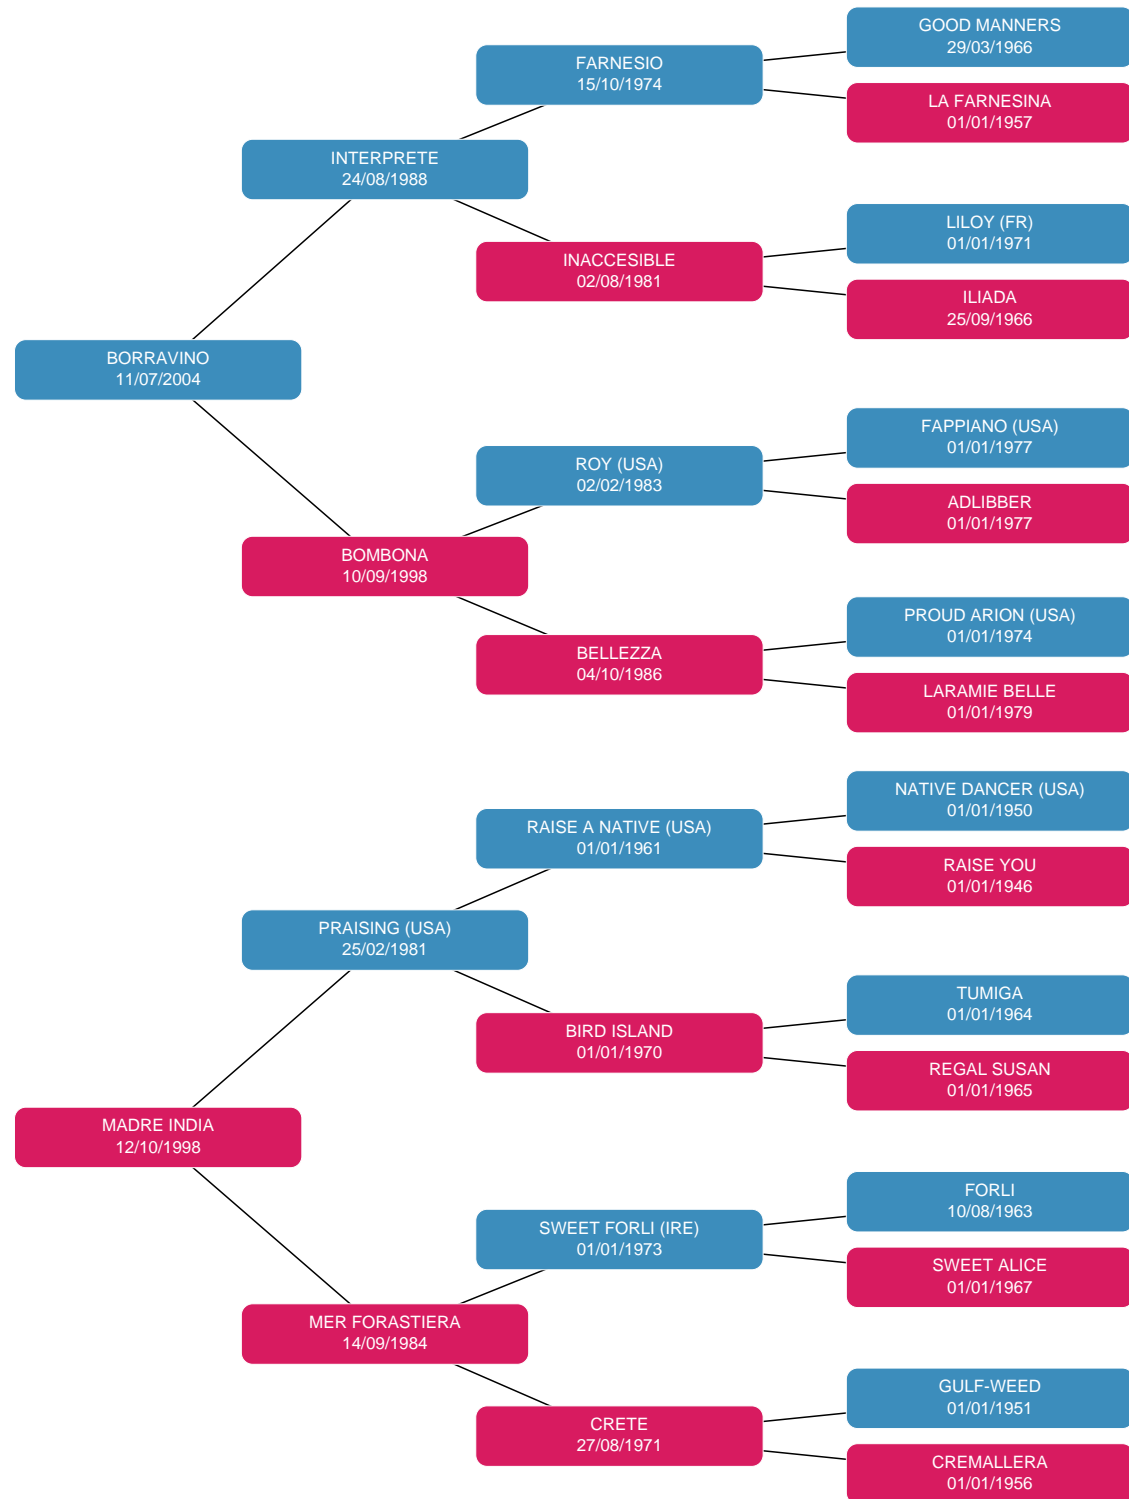 GOOD MANNERS
29/03/1966
FARNESIO
15/10/1974
LA FARNESINA
01/01/1957
INTERPRETE
24/08/1988
LILOY (FR)
01/01/1971
INACCESIBLE
02/08/1981
ILIADA
25/09/1966
BORRAVINO
11/07/2004
FAPPIANO (USA)
01/01/1977
ROY (USA)
02/02/1983
ADLIBBER
01/01/1977
BOMBONA
10/09/1998
PROUD ARION (USA)
01/01/1974
BELLEZZA
04/10/1986
LARAMIE BELLE
01/01/1979
NATIVE DANCER (USA)
01/01/1950
RAISE A NATIVE (USA)
01/01/1961
RAISE YOU
01/01/1946
PRAISING (USA)
25/02/1981
TUMIGA
01/01/1964
BIRD ISLAND
01/01/1970
REGAL SUSAN
01/01/1965
MADRE INDIA
12/10/1998
FORLI
10/08/1963
SWEET FORLI (IRE)
01/01/1973
SWEET ALICE
01/01/1967
MER FORASTIERA
14/09/1984
GULF-WEED
01/01/1951
CRETE
27/08/1971
CREMALLERA
01/01/1956